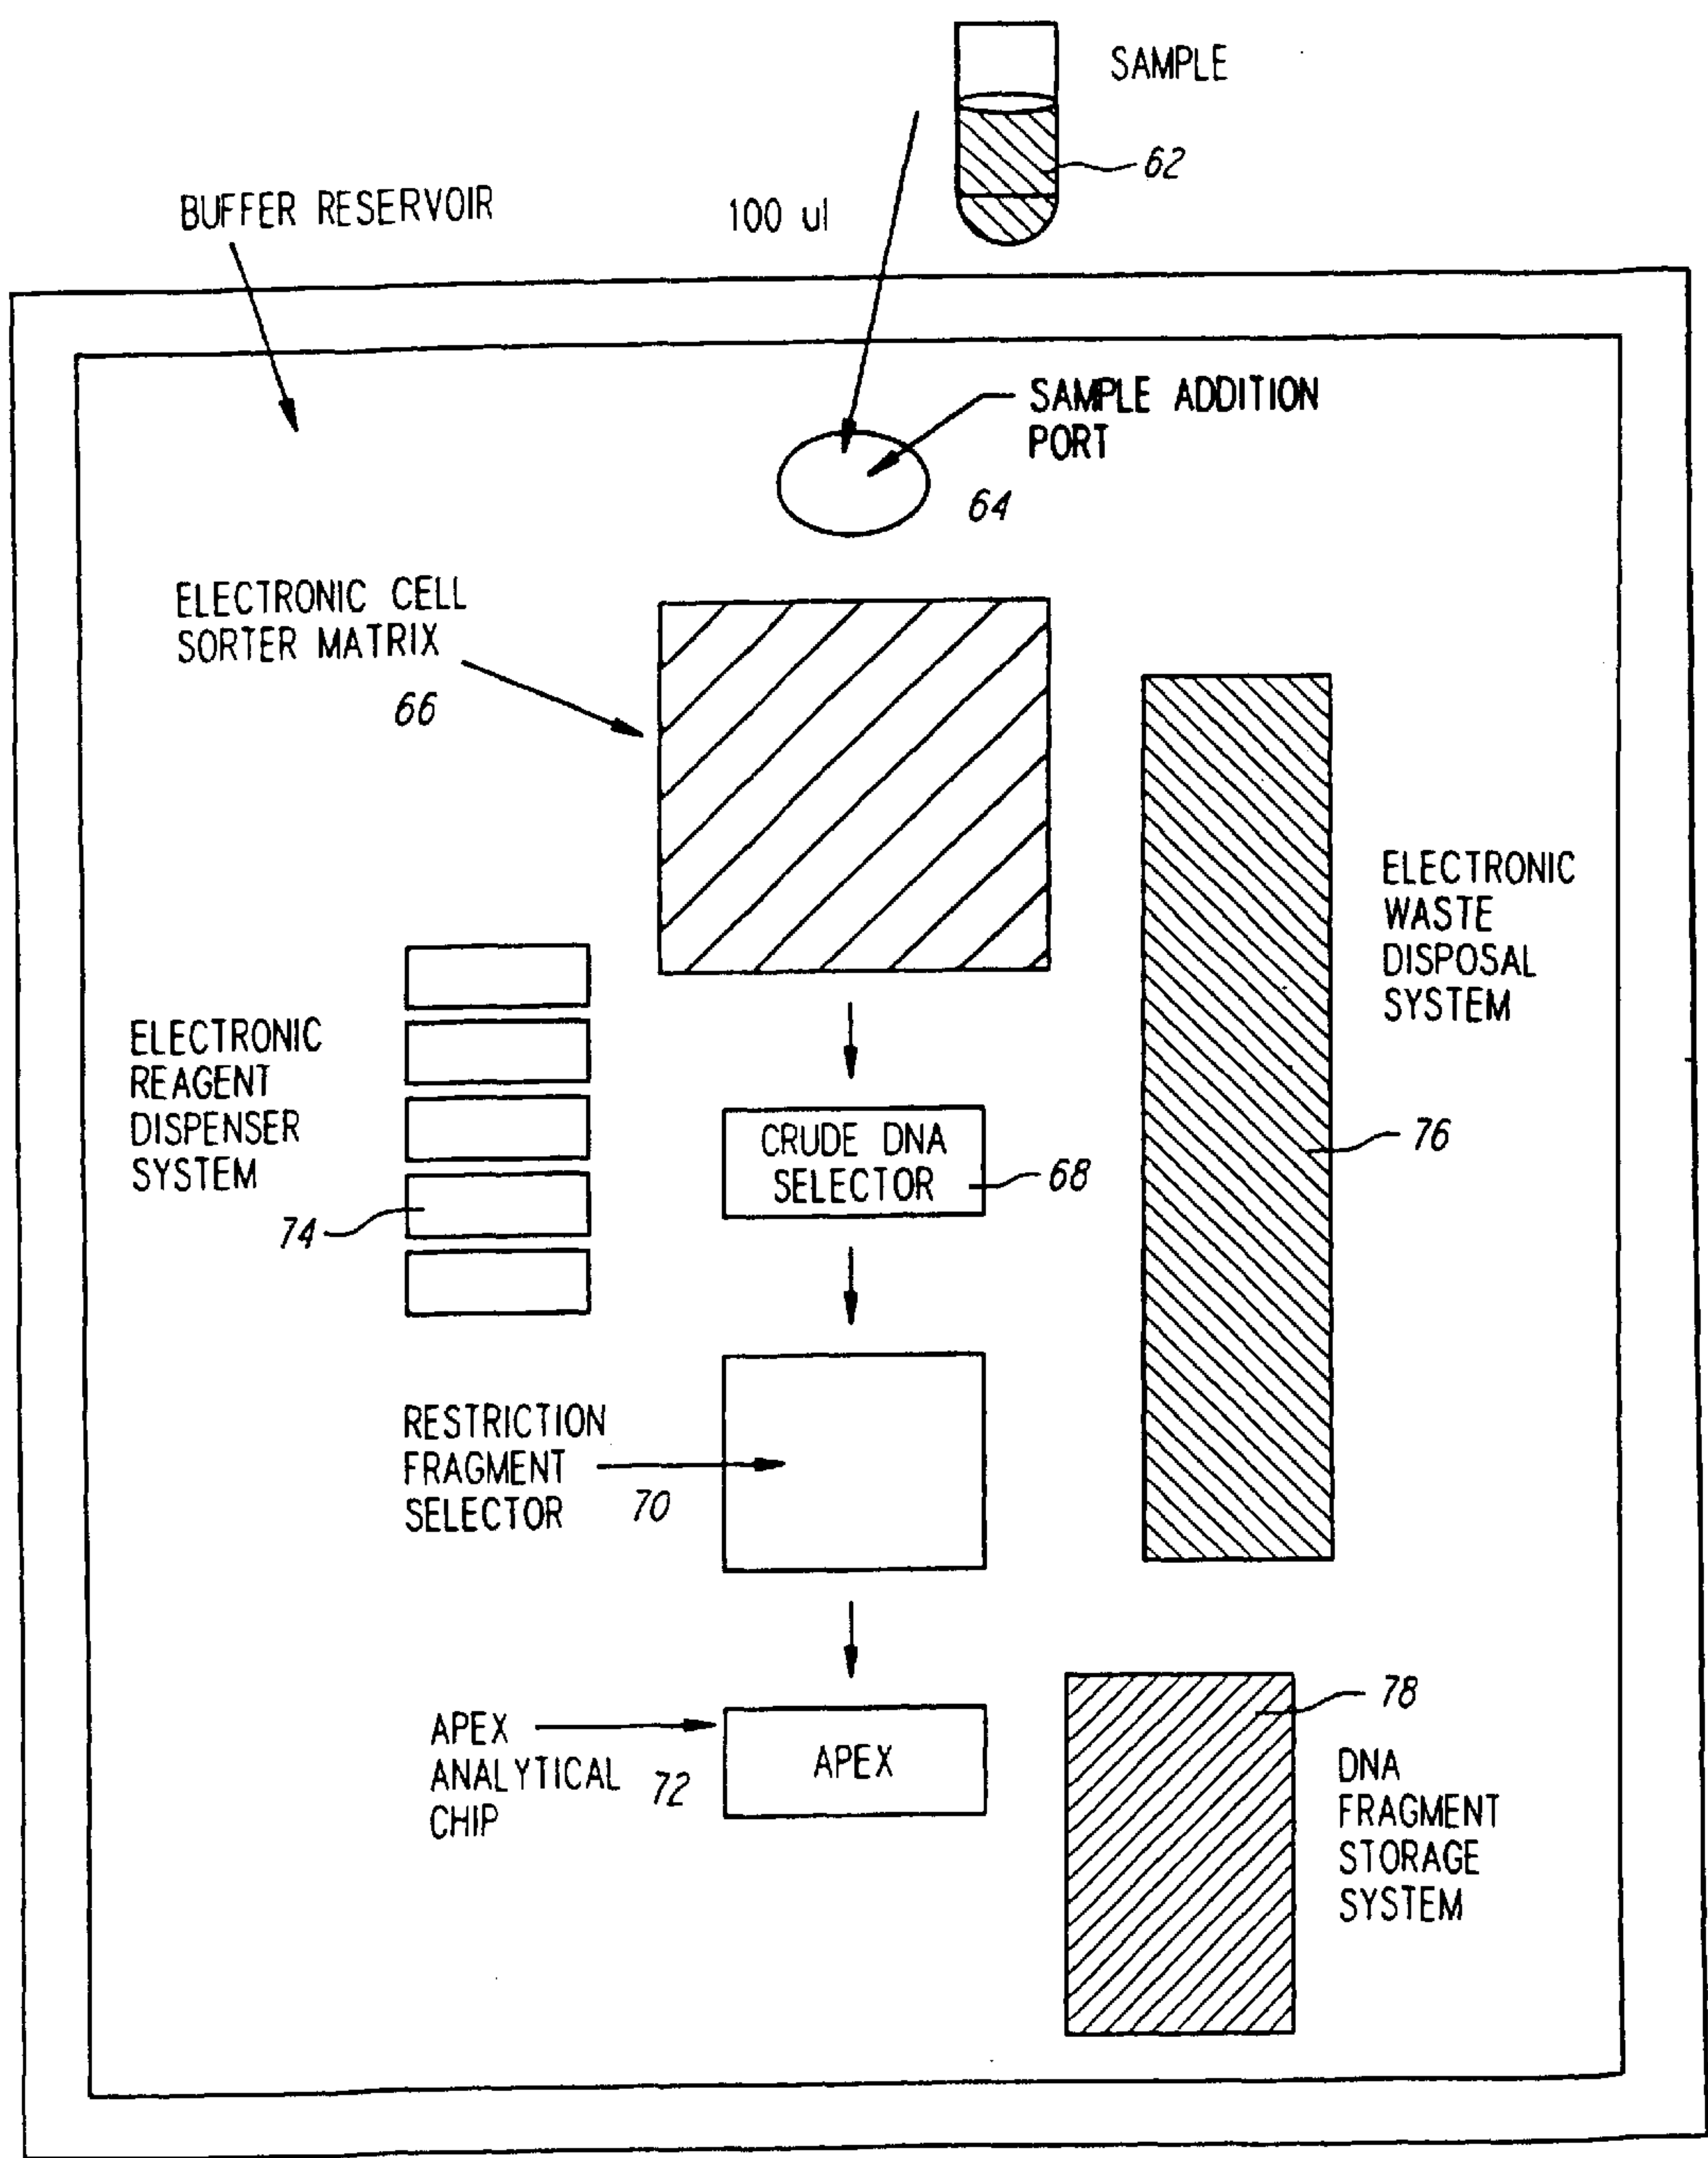 SAMPLE
62
BUFFER RESERVOIR
100 ul
SAMPLE ADDITION
PORT
64
ELECTRONIC CELL
SORTER MATRIX
66
ELECTRONIC
WASTE
DISPOSAL
SYSTEM
76
ELECTRONIC
REAGENT
DISPENSER
SYSTEM
74
CRUDE DNA
SELECTOR
68
RESTRICTION
FRAGMENT
SELECTOR
70
APEX
ANALYTICAL
CHIP
72
APEX
78
DNA
FRAGMENT
STORAGE
SYSTEM